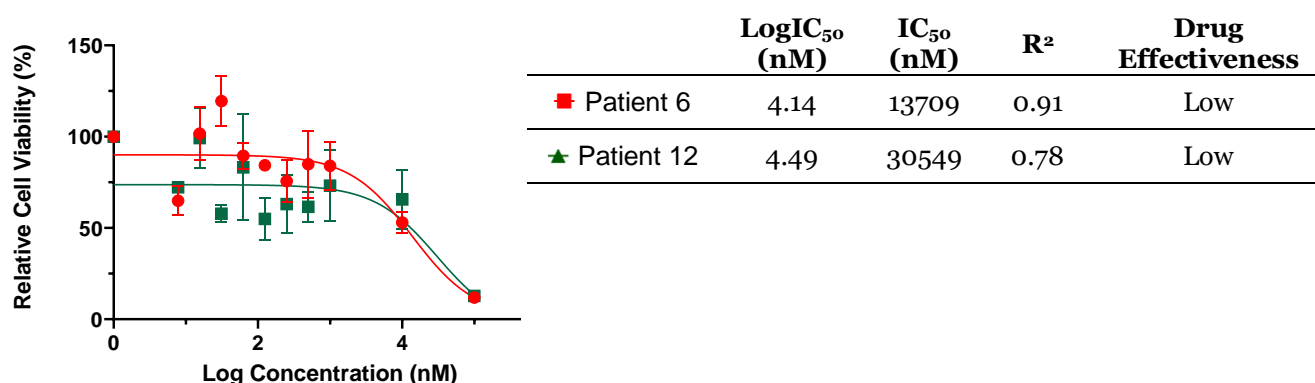 Relative Cell Viability (%)
150
100
50
0
0 2 4
Log Concentration (nM)
LogIC₅₀ (nM) IC₅₀ (nM) R² Drug Effectiveness
Patient 6 4.14 13709 0.91 Low
Patient 12 4.49 30549 0.78 Low